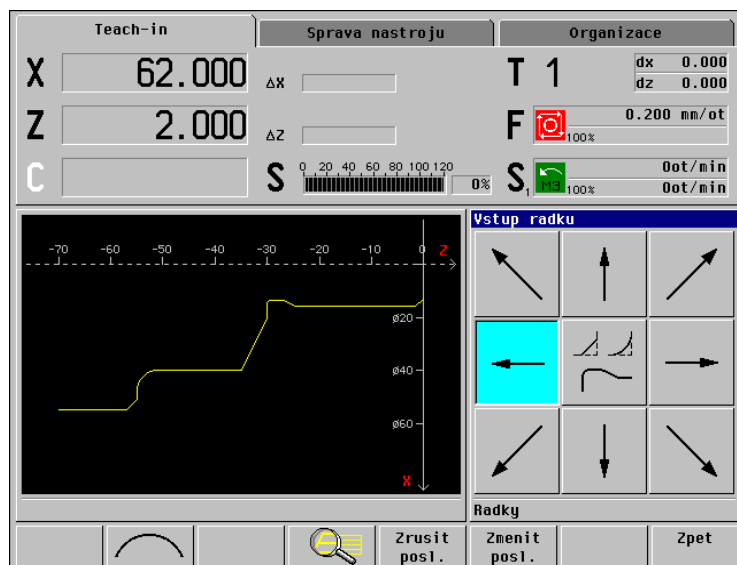 Teach-in
Sprava nastroju
Organizace
X 62.000
ΔX
T 1
dx 0.000
dz 0.000
Z 2.000
ΔZ
F 100%
0.200 mm/ot
C
S 0 20 40 60 80 100 120
0%
S1 M3 100%
0ot/min
0ot/min
Vstup radku
-70 -60 -50 -40 -30 -20 -10 0 Z
ø20
ø40
ø60
X
Radky
Zrusit posl.
Zmenit posl.
Zpet